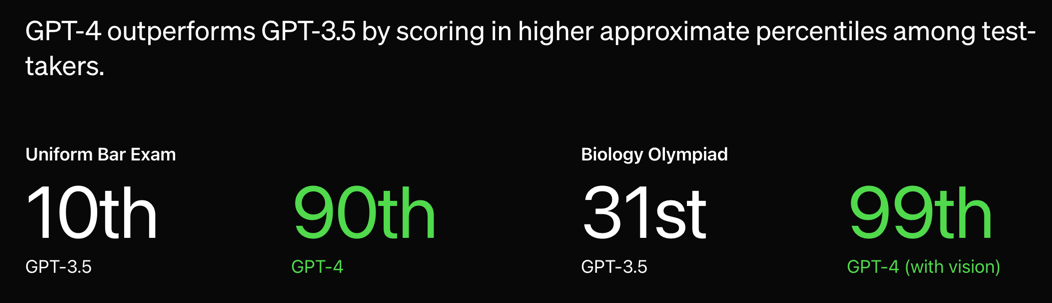 GPT-4 outperforms GPT-3.5 by scoring in higher approximate percentiles among test-
takers.
Uniform Bar Exam
10th
GPT-3.5
90th
GPT-4
Biology Olympiad
31st
GPT-3.5
99th
GPT-4 (with vision)